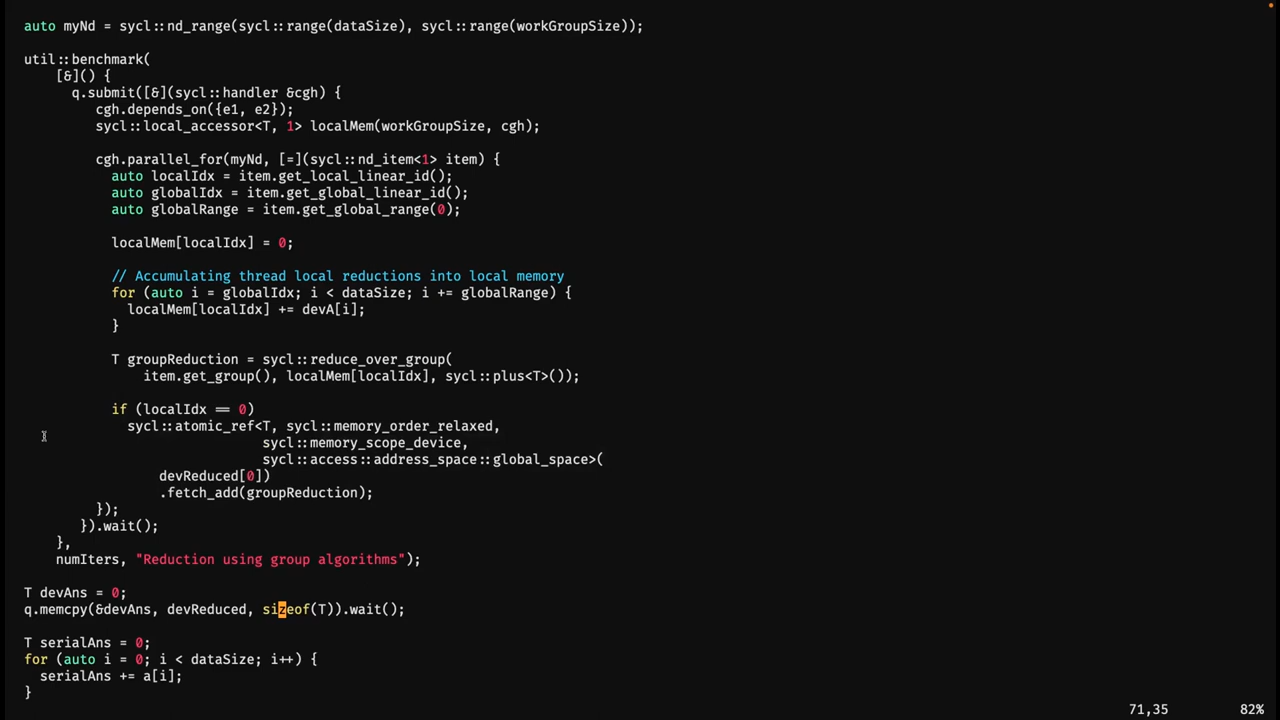 auto myNd = sycl::nd_range(sycl::range(dataSize), sycl::range(workGroupSize));
util::benchmark(
[&]() {
q.submit([&](sycl::handler &cgh) {
cgh.depends_on({e1, e2});
sycl::local_accessor<T, 1> localMem(workGroupSize, cgh);
cgh.parallel_for(myNd, [=](sycl::nd_item<1> item) {
auto localIdx = item.get_local_linear_id();
auto globalIdx = item.get_global_linear_id();
auto globalRange = item.get_global_range(0);
localMem[localIdx] = 0;
// Accumulating thread local reductions into local memory
for (auto i = globalIdx; i < dataSize; i += globalRange) {
localMem[localIdx] += devA[i];
}
T groupReduction = sycl::reduce_over_group(
item.get_group(), localMem[localIdx], sycl::plus<T>());
if (localIdx == 0)
sycl::atomic_ref<T, sycl::memory_order_relaxed,
sycl::memory_scope_device,
sycl::access::address_space::global_space>(
devReduced[0])
.fetch_add(groupReduction);
});
}).wait();
},
numIters, "Reduction using group algorithms");
T devAns = 0;
q.memcpy(&devAns, devReduced, sizeof(T)).wait();
T serialAns = 0;
for (auto i = 0; i < dataSize; i++) {
serialAns += a[i];
}
71,35 82%